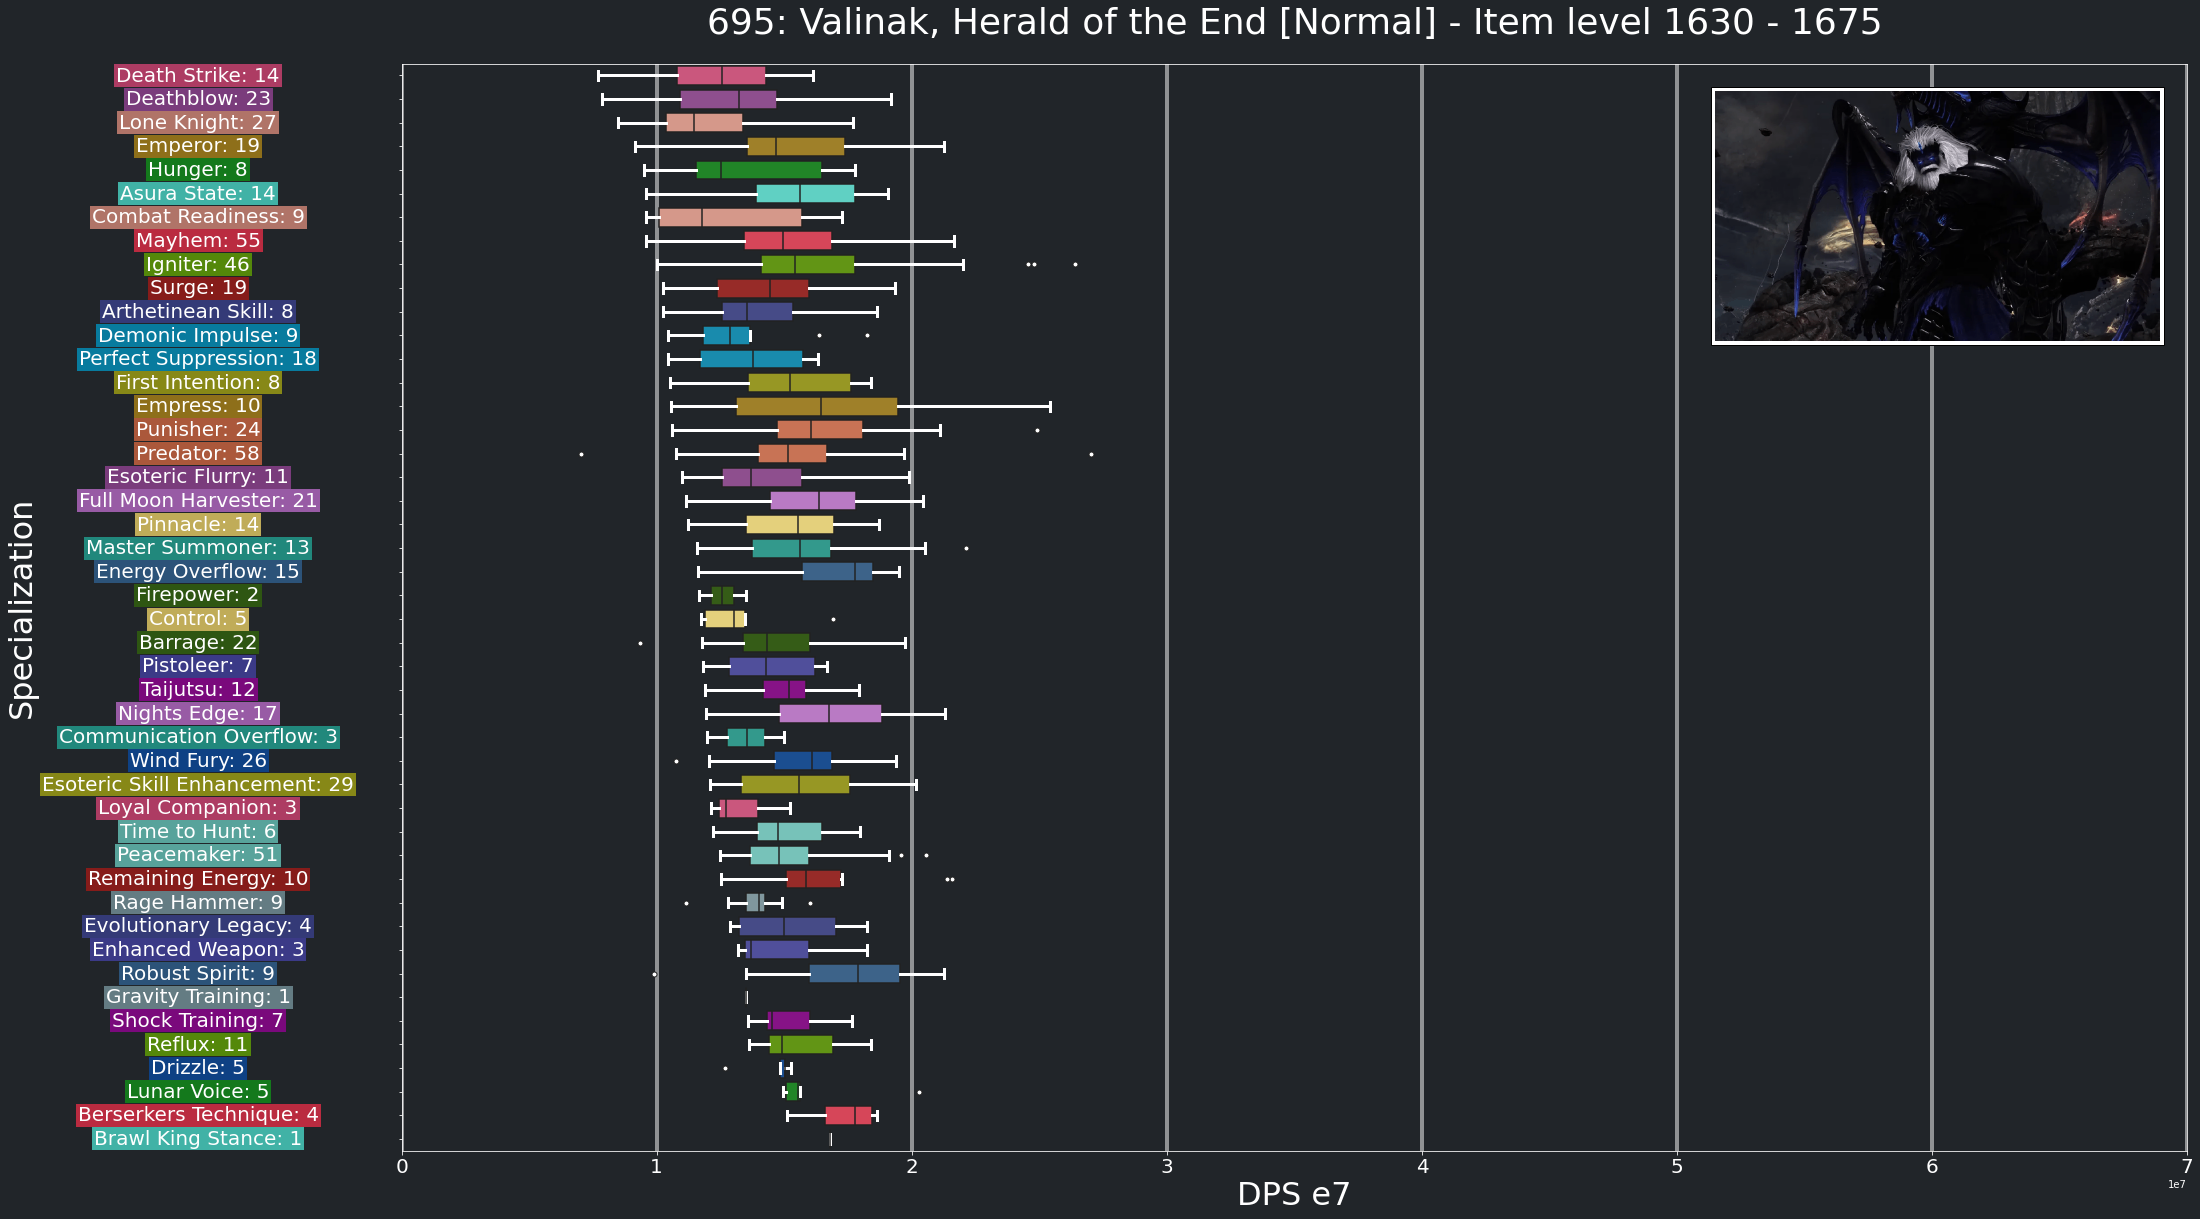 695: Valinak, Herald of the End [Normal] - Item level 1630 - 1675
Specialization
Death Strike: 14
Deathblow: 23
Lone Knight: 27
Emperor: 19
Hunger: 8
Asura State: 14
Combat Readiness: 9
Mayhem: 55
Igniter: 46
Surge: 19
Arthetinean Skill: 8
Demonic Impulse: 9
Perfect Suppression: 18
First Intention: 8
Empress: 10
Punisher: 24
Predator: 58
Esoteric Flurry: 11
Full Moon Harvester: 21
Pinnacle: 14
Master Summoner: 13
Energy Overflow: 15
Firepower: 2
Control: 5
Barrage: 22
Pistoleer: 7
Taijutsu: 12
Nights Edge: 17
Communication Overflow: 3
Wind Fury: 26
Esoteric Skill Enhancement: 29
Loyal Companion: 3
Time to Hunt: 6
Peacemaker: 51
Remaining Energy: 10
Rage Hammer: 9
Evolutionary Legacy: 4
Enhanced Weapon: 3
Robust Spirit: 9
Gravity Training: 1
Shock Training: 7
Reflux: 11
Drizzle: 5
Lunar Voice: 5
Berserkers Technique: 4
Brawl King Stance: 1
0 1 2 3 4 5 6 7
1e7
DPS e7